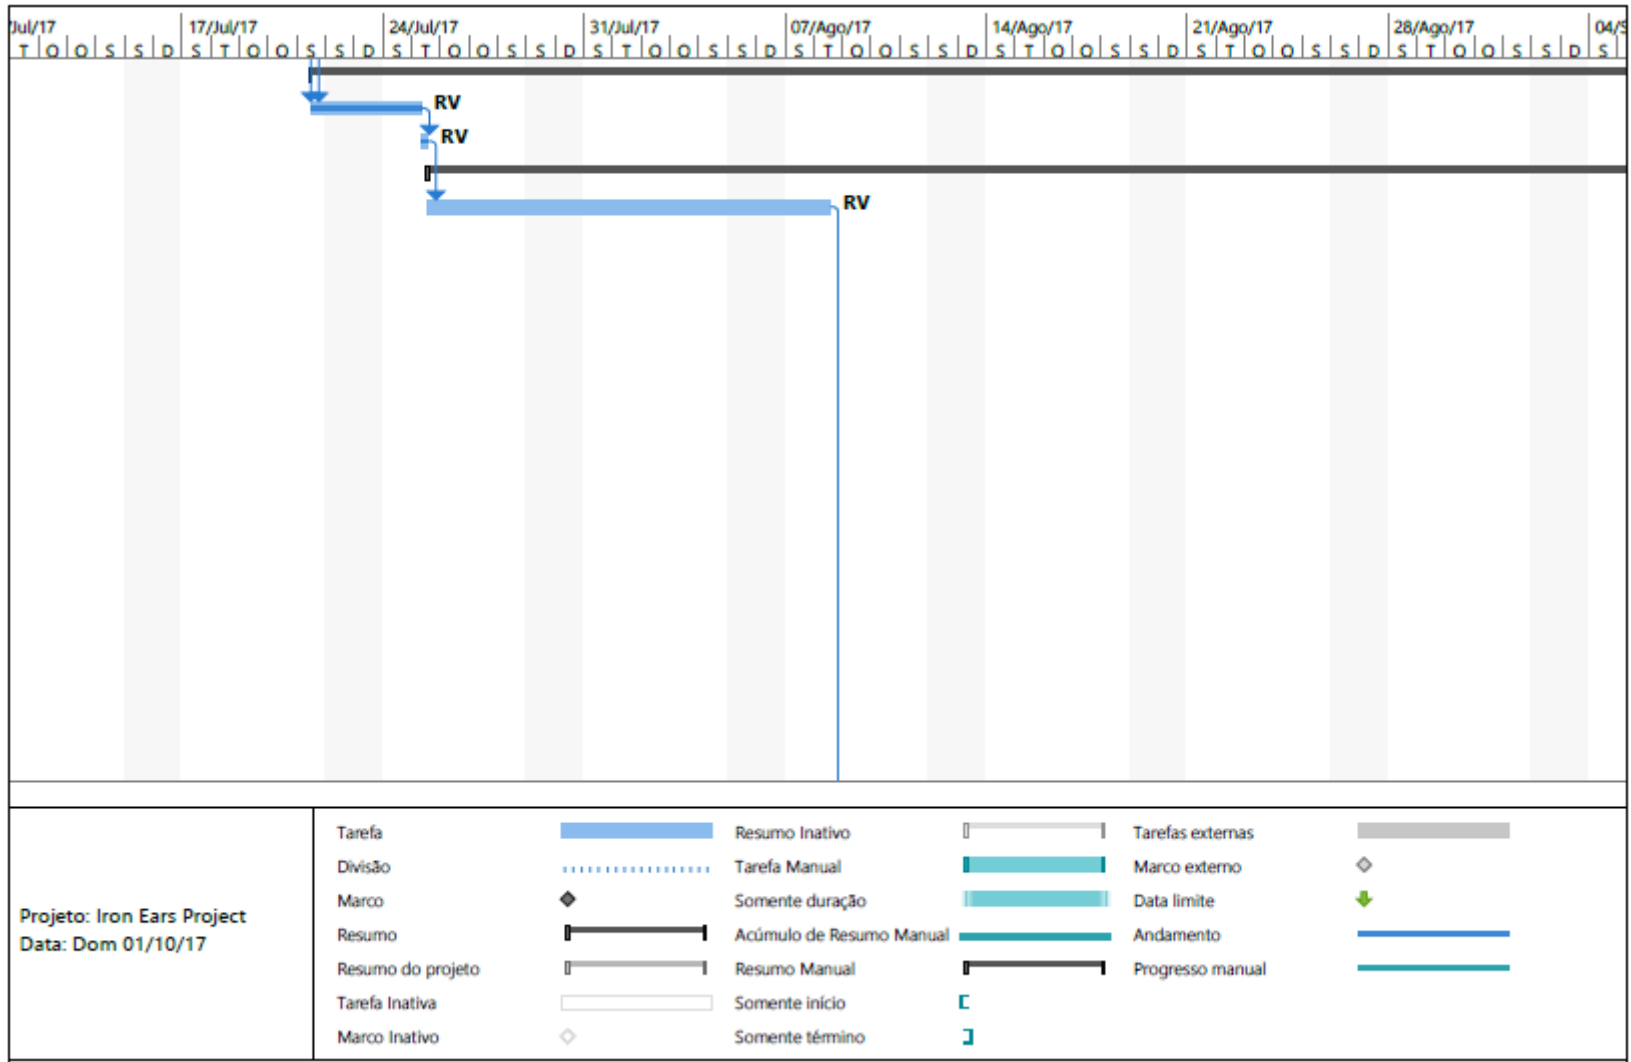 /Jul/17 17/Jul/17 24/Jul/17 31/Jul/17 07/Ago/17 14/Ago/17 21/Ago/17 28/Ago/17 04/S
T Q Q S S D S T Q Q S S D S T Q Q S S D S T Q Q S S D S T Q Q S S D S T Q Q S S D S T Q Q S S D S T Q Q S S D S
RV
RV
RV
Projeto: Iron Ears Project
Data: Dom 01/10/17
Tarefa
Divisão
Marco
Resumo
Resumo do projeto
Tarefa Inativa
Marco Inativo
Resumo Inativo
Tarefa Manual
Somente duração
Acúmulo de Resumo Manual
Resumo Manual
Somente início
Somente término
Tarefas externas
Marco externo
Data limite
Andamento
Progresso manual